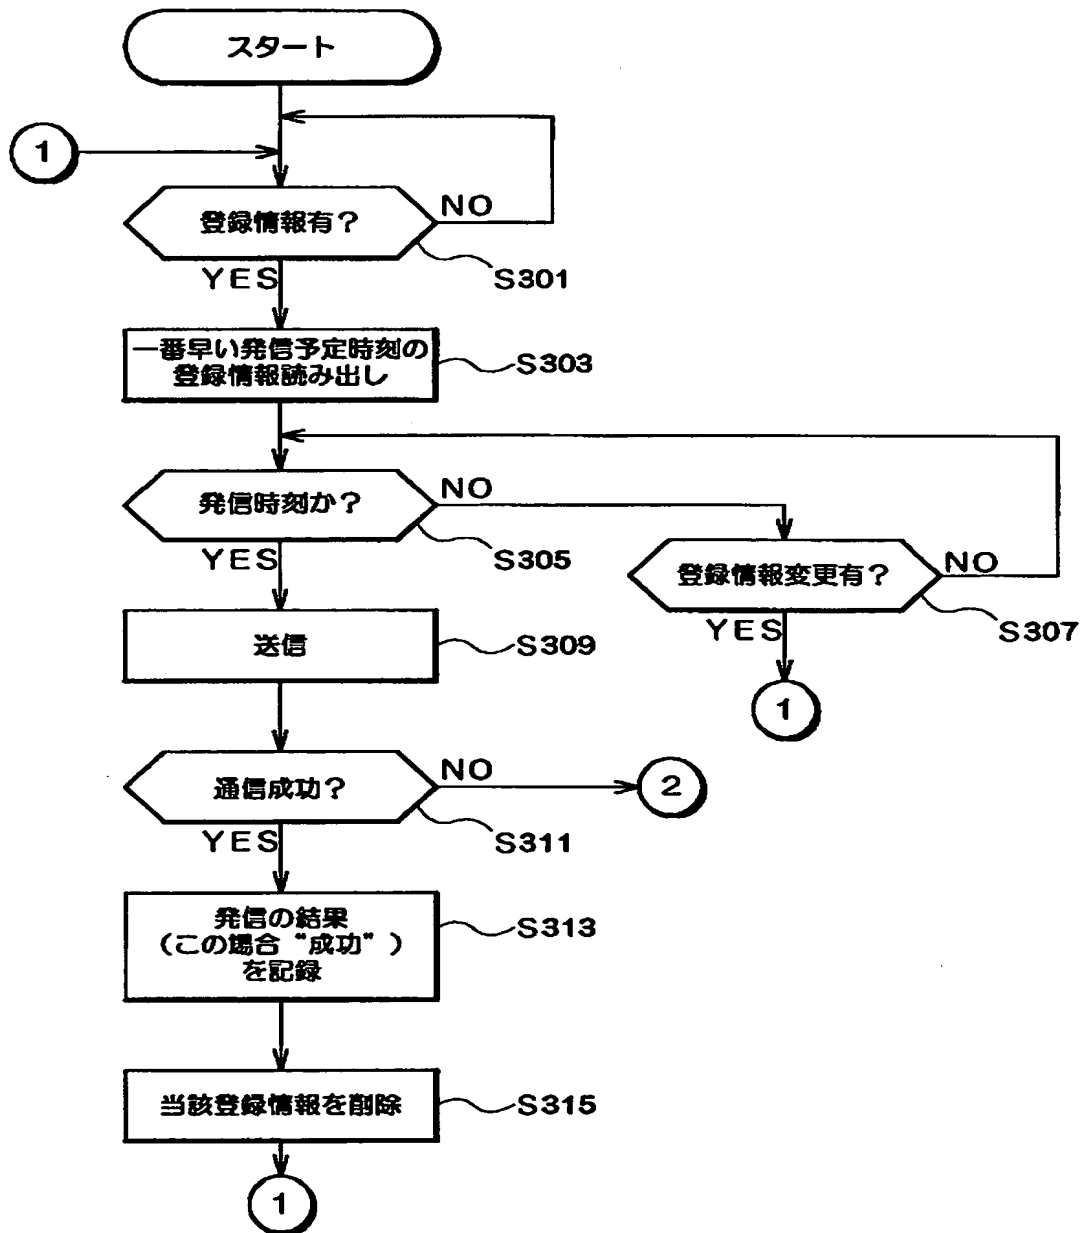 スタート
1
登録情報有？
NO
S301
YES
一番早い発信予定時刻の
登録情報読み出し
S303
発信時刻か？
NO
S305
YES
登録情報変更有？
NO
S307
YES
1
送信
S309
通信成功？
NO
2
S311
YES
発信の結果
（この場合“成功”）
を記録
S313
当該登録情報を削除
S315
1